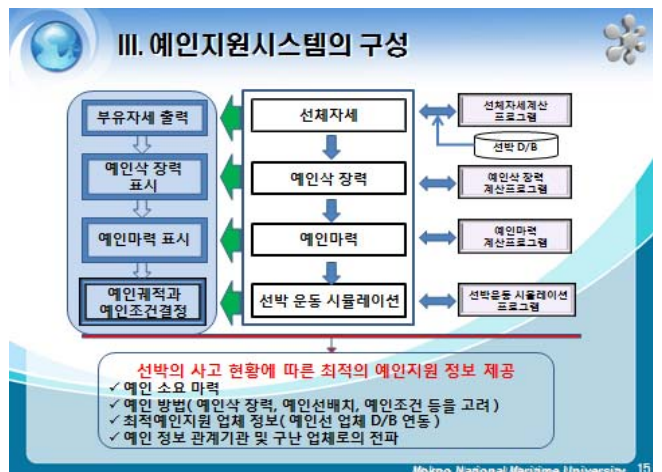 III. 예인지원시스템의 구성
부유자세 출력
선체자세
선체자세계산
프로그램
선박 D/B
예인삭 장력
표시
예인삭 장력
예인삭 장력
계산프로그램
예인마력 표시
예인마력
예인마력
계산프로그램
예인궤적과
예인조건결정
선박 운동 시뮬레이션
선박운동 시뮬레이션
프로그램
선박의 사고 현황에 따른 최적의 예인지원 정보 제공
✓ 예인 소요 마력
✓ 예인 방법( 예인삭 장력, 예인선배치, 예인조건 등을 고려 )
✓ 최적예인지원 업체 정보( 예인선 업체 D/B 연동 )
✓ 예인 정보 관계기관 및 구난 업체로의 전파
Mokpo National Maritime University 15